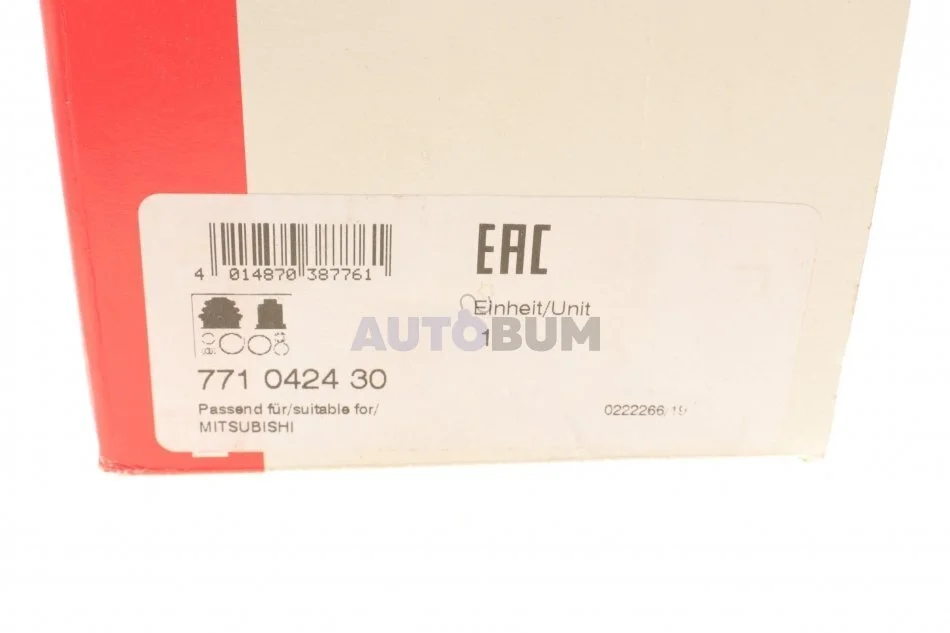 EAC
4 014870 387761
Einheit/Unit
1
AUTOBUM
771 0424 30
Passend für/suitable for/
MITSUBISHI
0222266/19